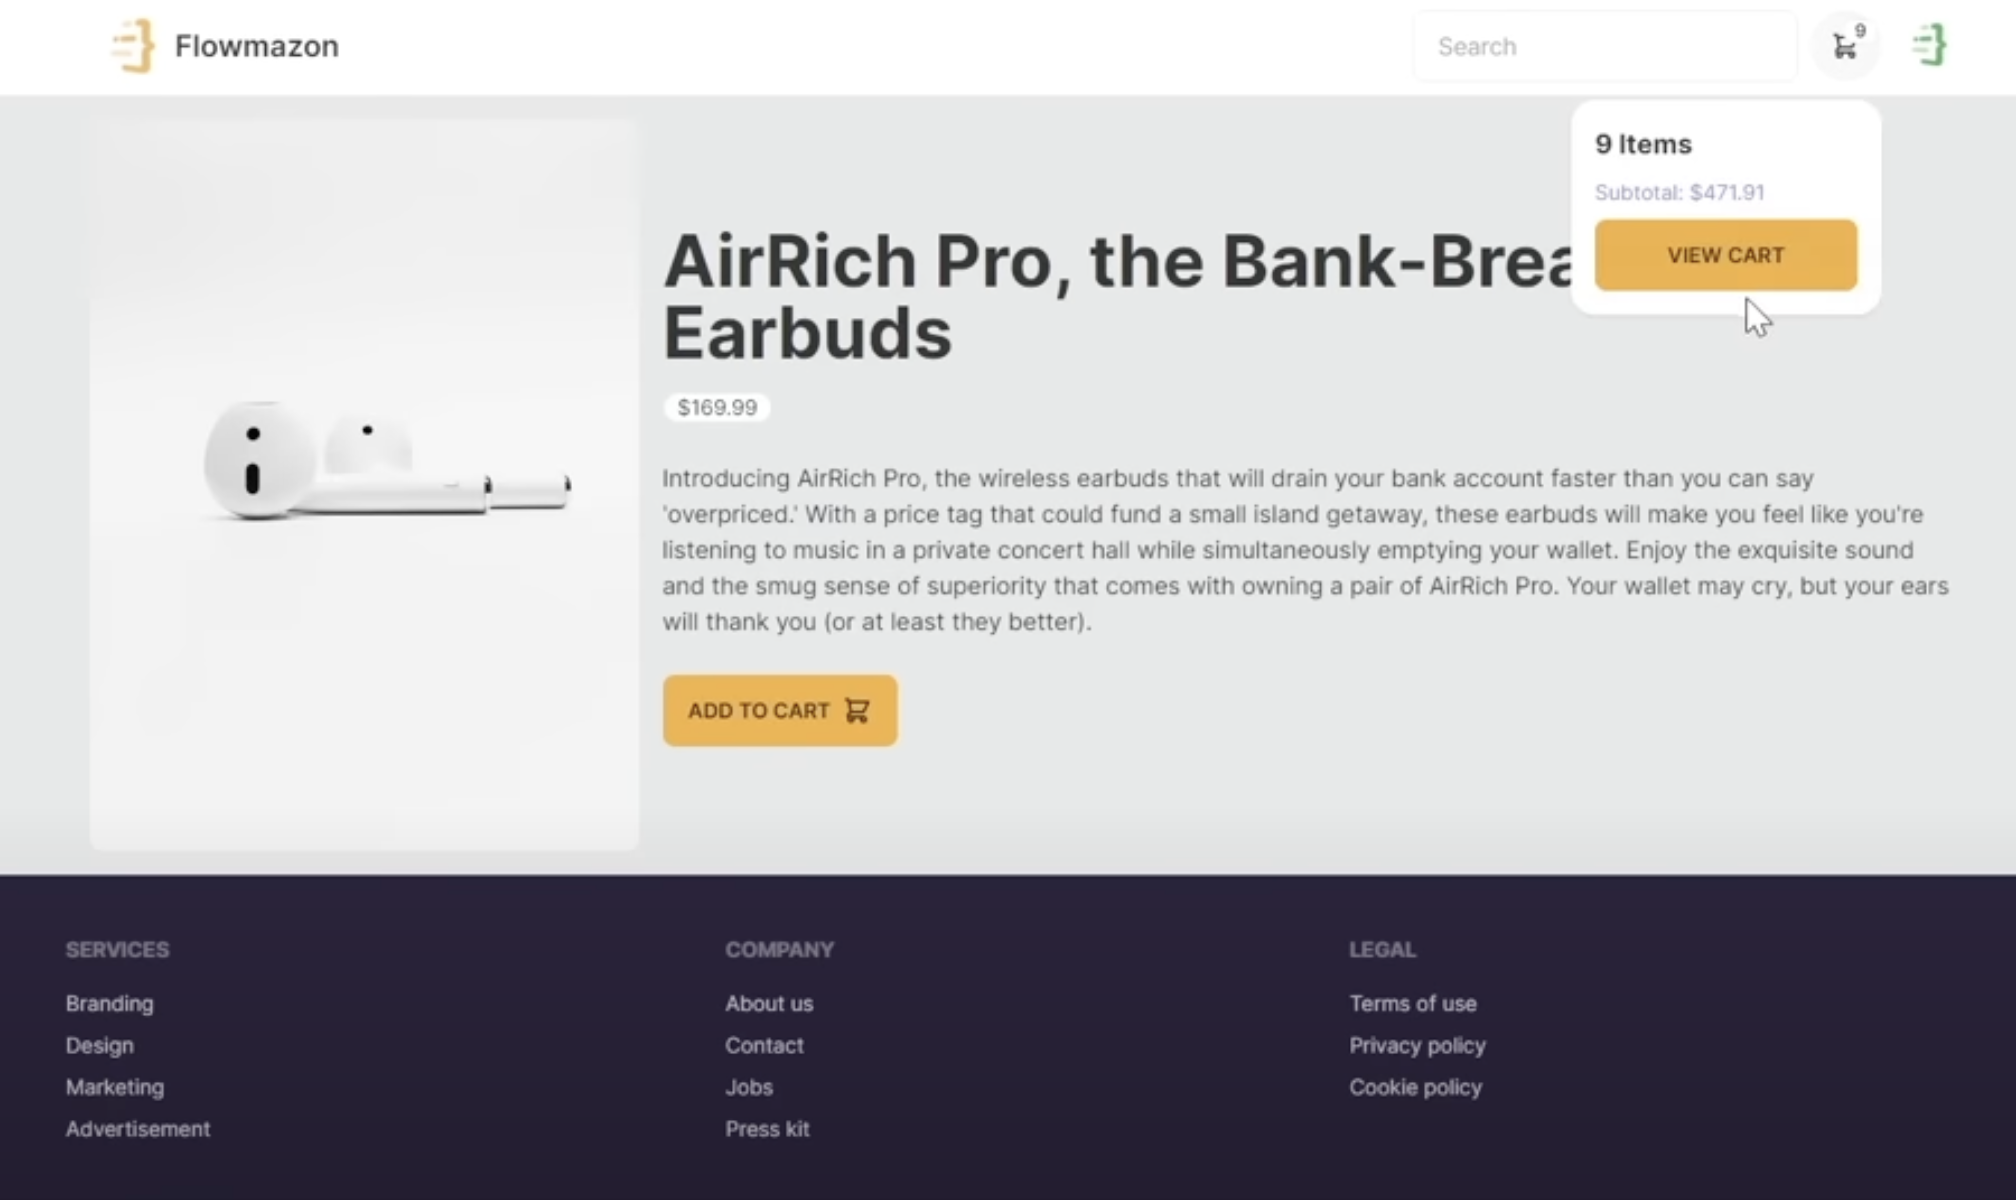 Flowmazon
Search
9
9 Items
Subtotal: $471.91
VIEW CART
AirRich Pro, the Bank-Brea
Earbuds
$169.99
Introducing AirRich Pro, the wireless earbuds that will drain your bank account faster than you can say
'overpriced.' With a price tag that could fund a small island getaway, these earbuds will make you feel like you're
listening to music in a private concert hall while simultaneously emptying your wallet. Enjoy the exquisite sound
and the smug sense of superiority that comes with owning a pair of AirRich Pro. Your wallet may cry, but your ears
will thank you (or at least they better).
ADD TO CART
SERVICES
Branding
Design
Marketing
Advertisement
COMPANY
About us
Contact
Jobs
Press kit
LEGAL
Terms of use
Privacy policy
Cookie policy